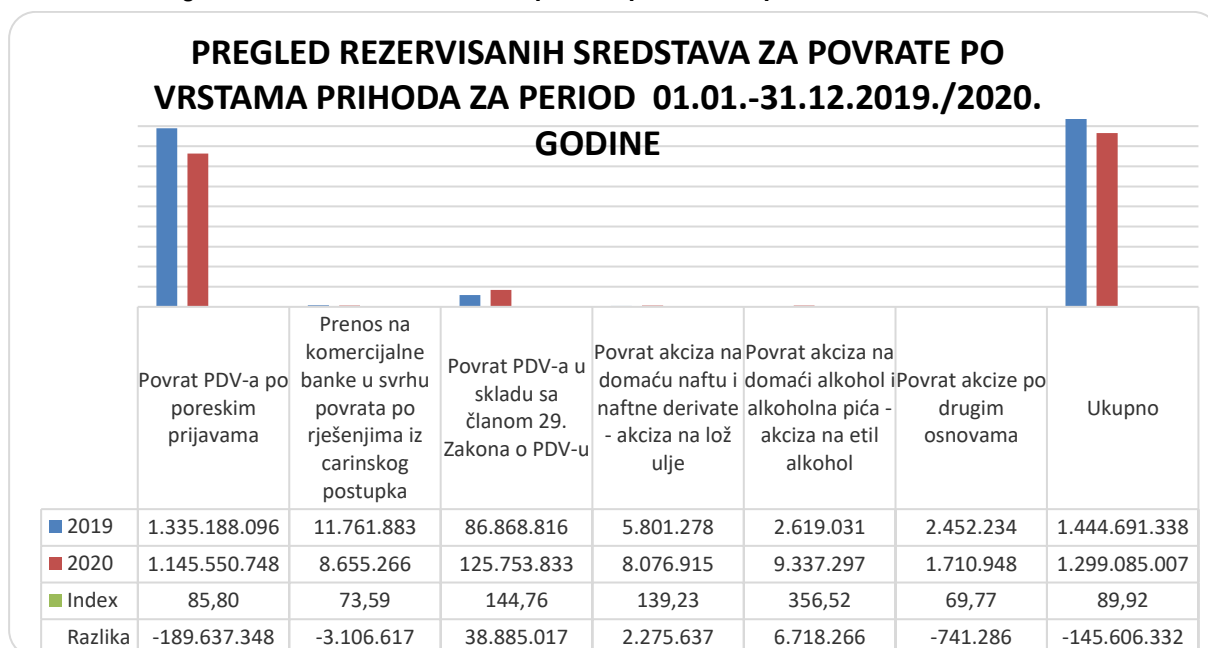 PREGLED REZERVISANIH SREDSTAVA ZA POVRATE PO
VRSTAMA PRIHODA ZA PERIOD 01.01.-31.12.2019./2020.
GODINE
Povrat PDV-a po
poreskim
prijavama
Prenos na
komercijalne
banke u svrhu
povrata po
rješenjima iz
carinskog
postupka
Povrat PDV-a u
skladu sa
članom 29.
Zakona o PDV-u
Povrat akciza na
domaću naftu i
naftne derivate
- akciza na lož
ulje
Povrat akciza na
domaći alkohol i
alkoholna pića -
akciza na etil
alkohol
Povrat akcize po
drugim
osnovama
Ukupno
2019 1.335.188.096 11.761.883 86.868.816 5.801.278 2.619.031 2.452.234 1.444.691.338
2020 1.145.550.748 8.655.266 125.753.833 8.076.915 9.337.297 1.710.948 1.299.085.007
Index 85,80 73,59 144,76 139,23 356,52 69,77 89,92
Razlika -189.637.348 -3.106.617 38.885.017 2.275.637 6.718.266 -741.286 -145.606.332